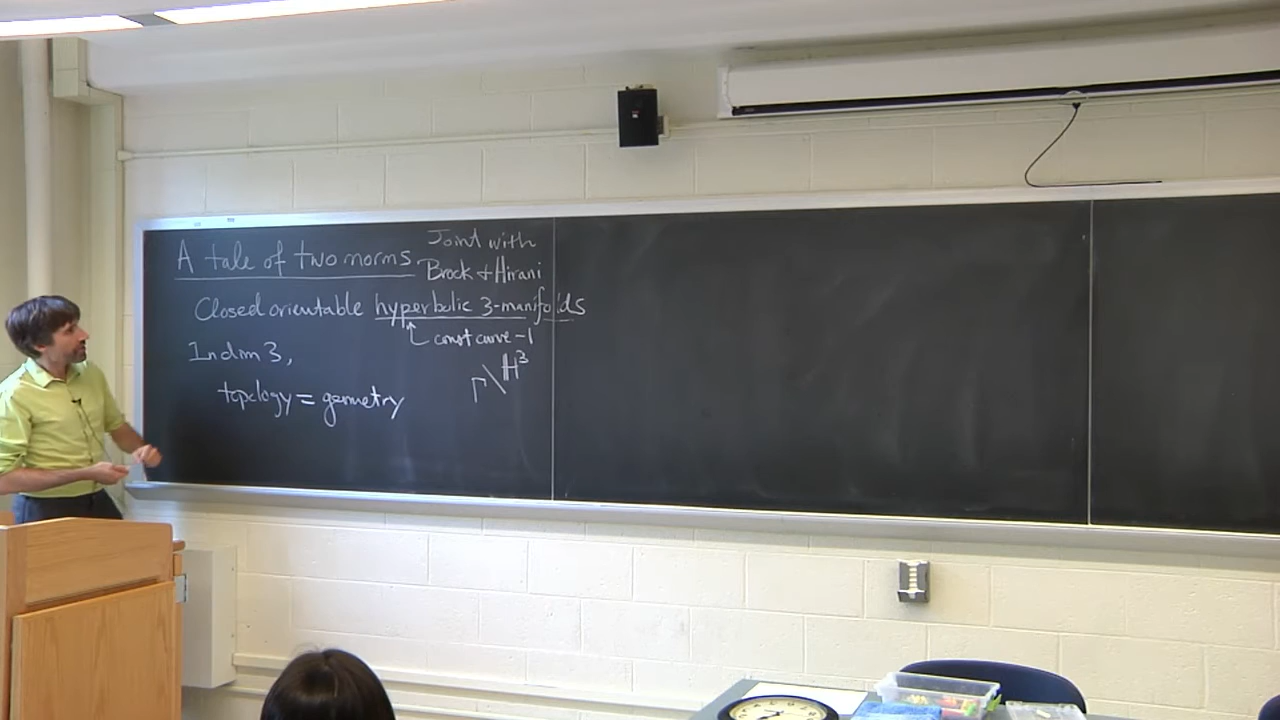 A tale of two norms
Joint with
Brock & Hirani
Closed orientable hyperbolic 3-manifolds
const curve -1
In dim 3,
Γ\ℍ³
topology = geometry